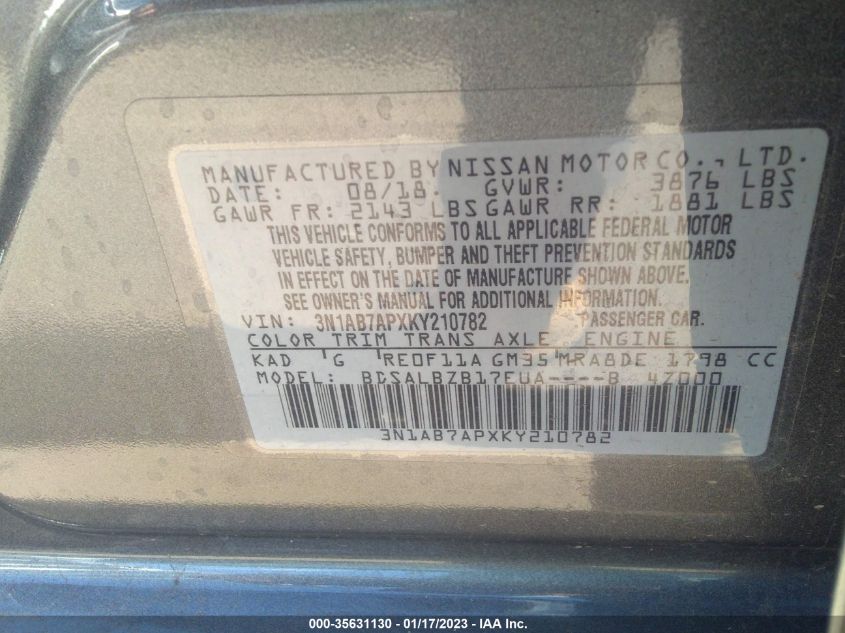 MANUFACTURED BY NISSAN MOTOR CO., LTD.
DATE: 08/18 GVWR: 3876 LBS
GAWR FR: 2143 LBS GAWR RR: 1881 LBS
THIS VEHICLE CONFORMS TO ALL APPLICABLE FEDERAL MOTOR
VEHICLE SAFETY, BUMPER AND THEFT PREVENTION STANDARDS
IN EFFECT ON THE DATE OF MANUFACTURE SHOWN ABOVE.
SEE OWNER'S MANUAL FOR ADDITIONAL INFORMATION.
VIN: 3N1AB7APXKY210782 PASSENGER CAR.
COLOR TRIM TRANS AXLE ENGINE
KAD G RE0F11A GM35 MRA8DE 1798 CC
MODEL: BDSALBZB17EUA----B 4Z000
3N1AB7APXKY210782
000-35631130 - 01/17/2023 - IAA Inc.